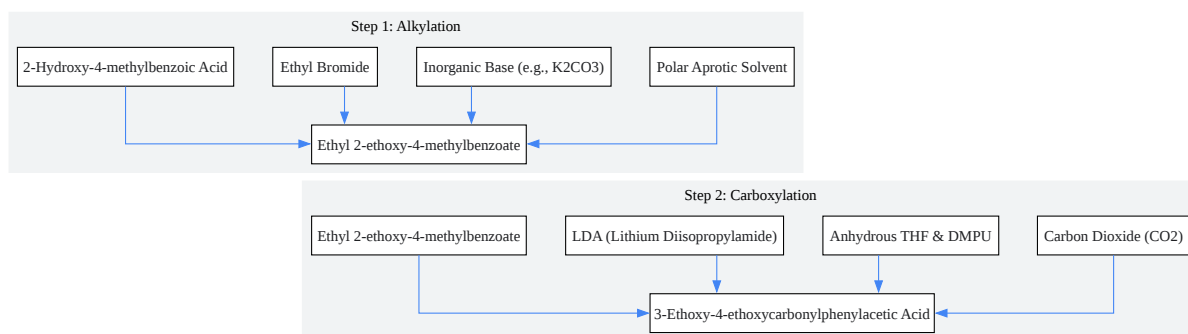 Step 1: Alkylation
2-Hydroxy-4-methylbenzoic Acid
Ethyl Bromide
Inorganic Base (e.g., K2CO3)
Polar Aprotic Solvent
Ethyl 2-ethoxy-4-methylbenzoate
Step 2: Carboxylation
Ethyl 2-ethoxy-4-methylbenzoate
LDA (Lithium Diisopropylamide)
Anhydrous THF & DMPU
Carbon Dioxide (CO2)
3-Ethoxy-4-ethoxycarbonylphenylacetic Acid